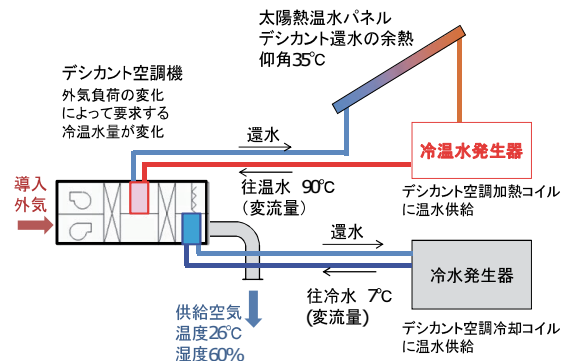 太陽熱温水パネル
デシカント還水の余熱
仰角35℃
デシカント空調機
外気負荷の変化
によって要求する
冷温水量が変化
還水
冷温水発生器
往温水 90℃
(変流量)
デシカント空調加熱コイル
に温水供給
導入
外気
還水
冷水発生器
往冷水 7℃
(変流量)
供給空気
温度26℃
湿度60%
デシカント空調冷却コイル
に温水供給